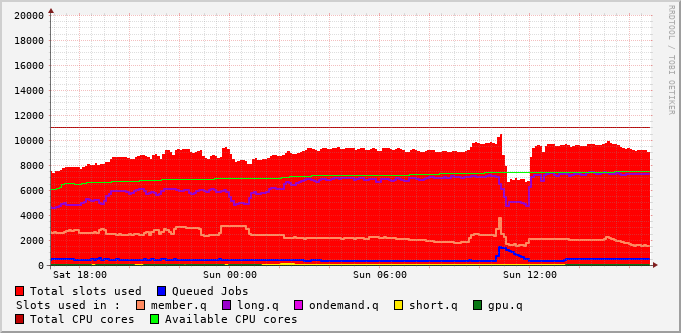 RRDTOOL / TOBI OETIKER
20000
18000
16000
14000
12000
10000
8000
6000
4000
2000
0
Sat 18:00 Sun 00:00 Sun 06:00 Sun 12:00
Total slots used Queued Jobs
Slots used in : member.q long.q ondemand.q short.q gpu.q
Total CPU cores Available CPU cores